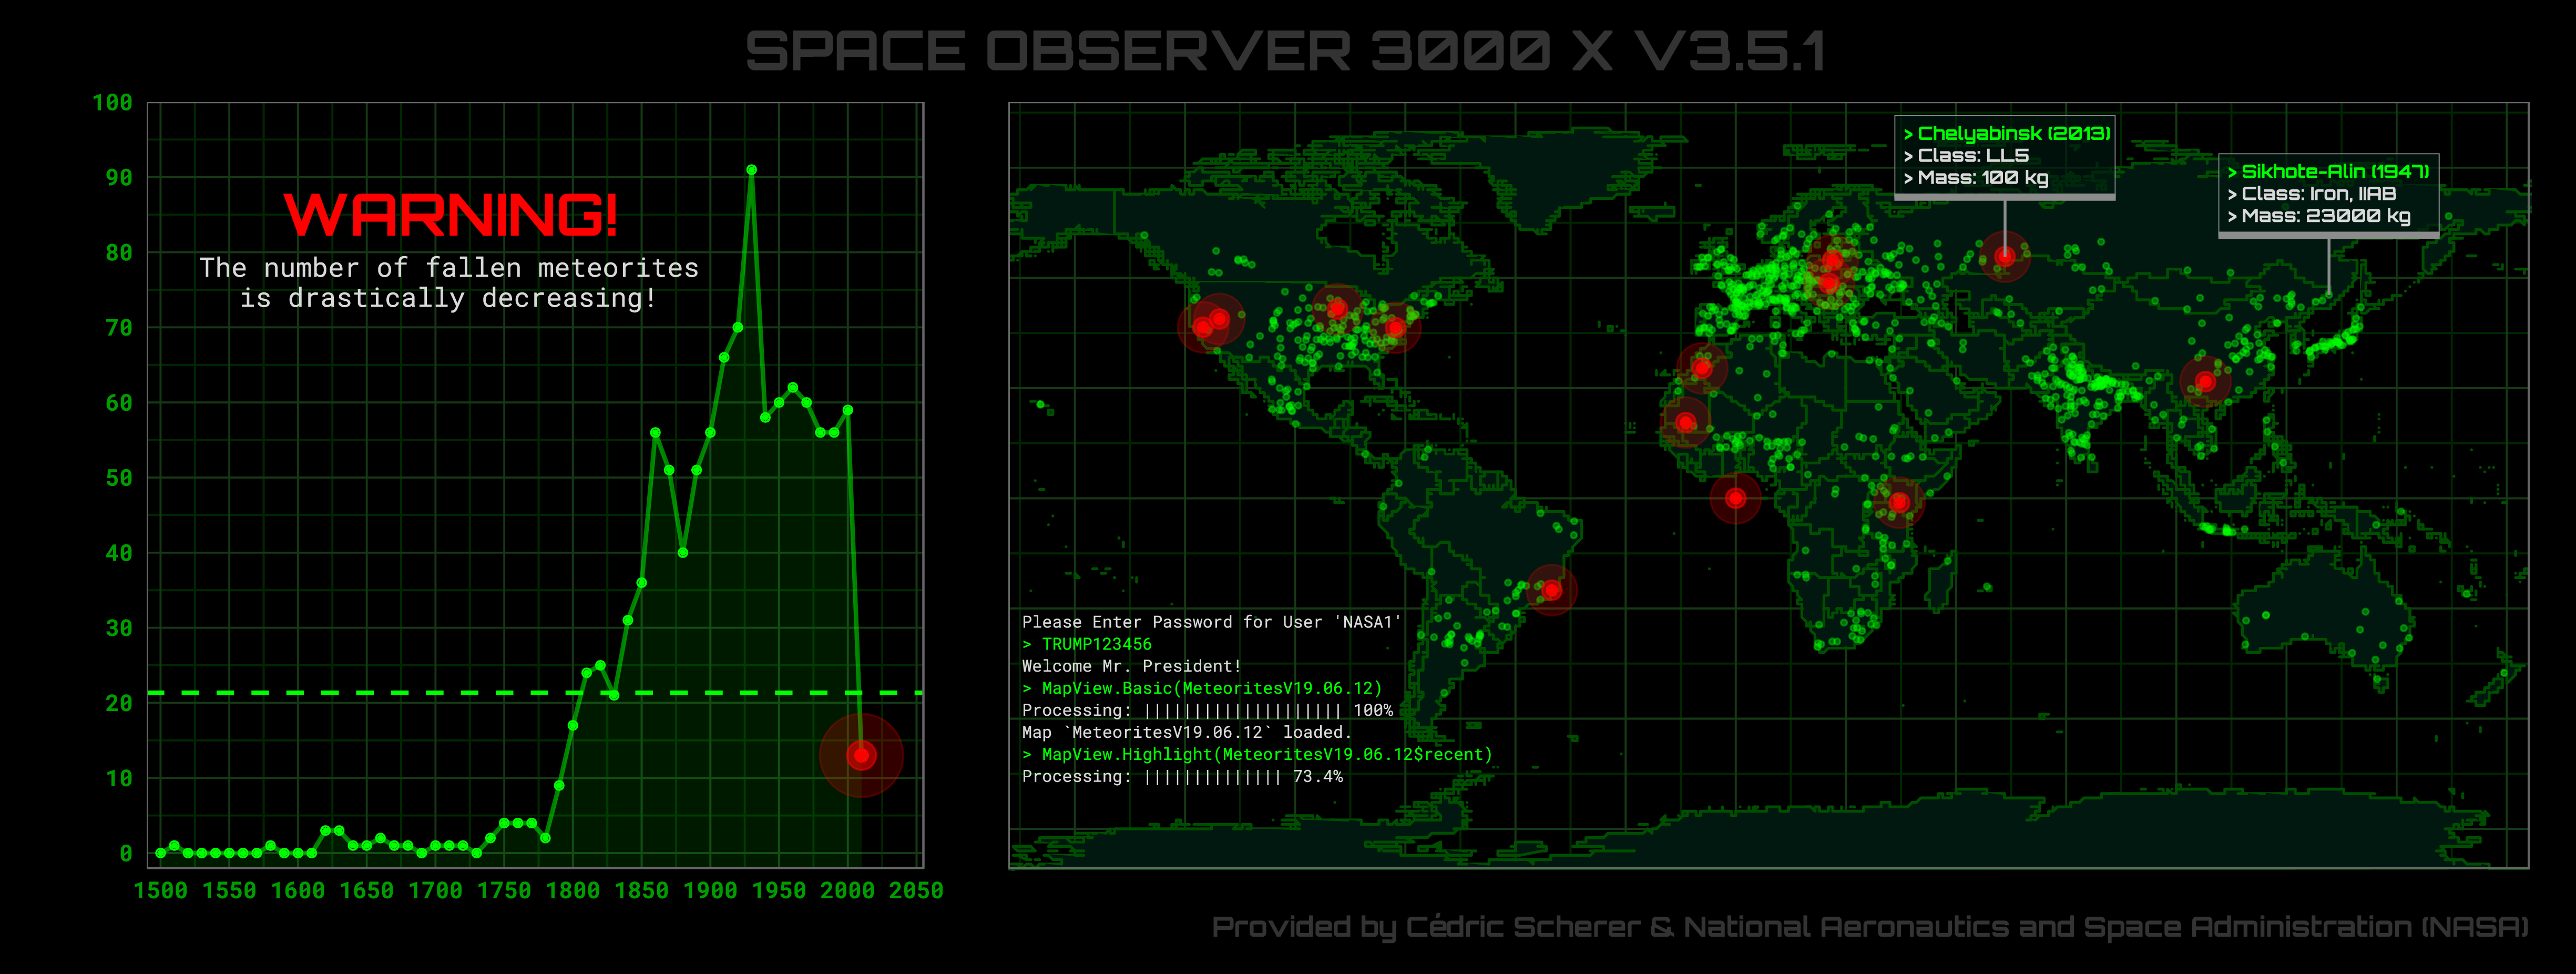 SPACE OBSERVER 3000 X V3.5.1
100
90
80
70
60
50
40
30
20
10
0
1500 1550 1600 1650 1700 1750 1800 1850 1900 1950 2000 2050
WARNING!
The number of fallen meteorites
is drastically decreasing!
> Chelyabinsk (2013)
> Class: LL5
> Mass: 100 kg
> Sikhote-Alin (1947)
> Class: Iron, IIAB
> Mass: 23000 kg
Please Enter Password for User 'NASA1'
> TRUMP123456
Welcome Mr. President!
> MapView.Basic(MeteoritesV19.06.12)
Processing: |||||||||||||||||||| 100%
Map `MeteoritesV19.06.12` loaded.
> MapView.Highlight(MeteoritesV19.06.12$recent)
Processing: |||||||||||||| 73.4%
Provided by Cédric Scherer & National Aeronautics and Space Administration (NASA)